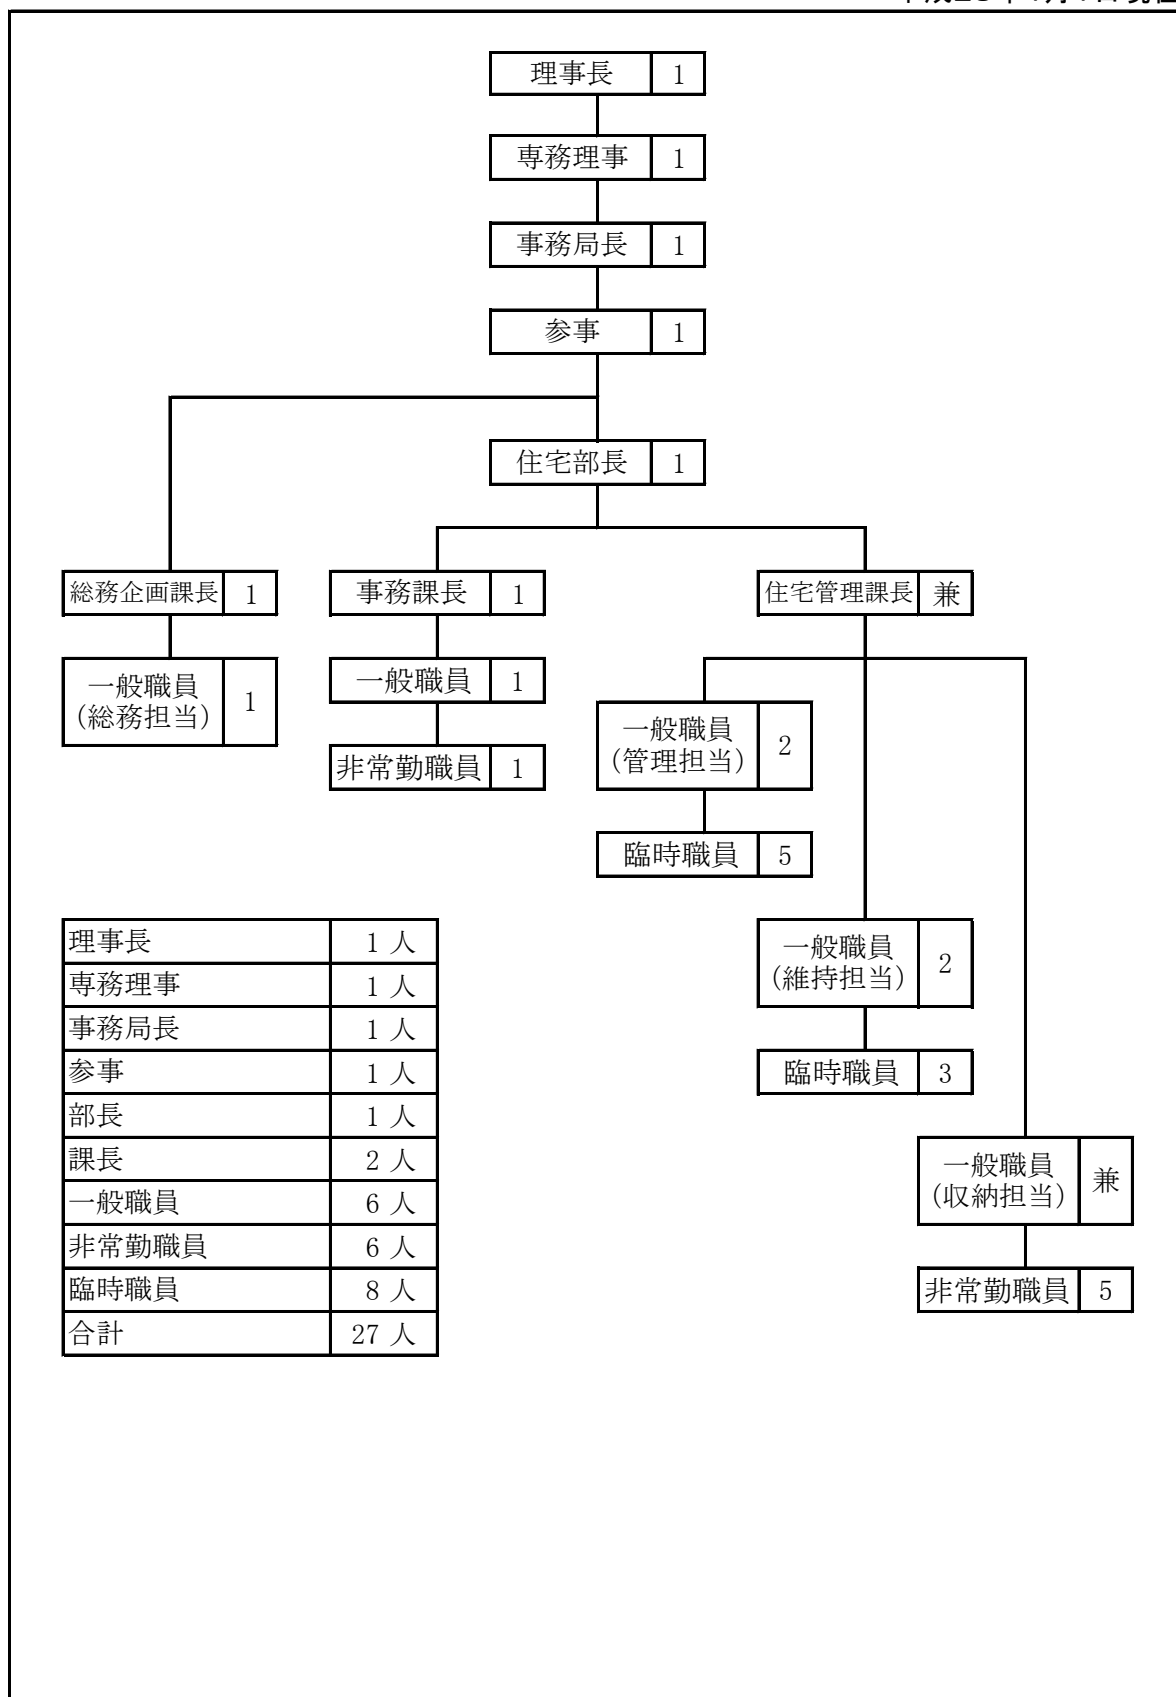 理事長 1
専務理事 1
事務局長 1
参事 1
住宅部長 1
総務企画課長 1
事務課長 1
住宅管理課長 兼
一般職員
(総務担当) 1
一般職員 1
非常勤職員 1
一般職員
(管理担当) 2
臨時職員 5
一般職員
(維持担当) 2
臨時職員 3
一般職員
(収納担当) 兼
非常勤職員 5
理事長 1 人
専務理事 1 人
事務局長 1 人
参事 1 人
部長 1 人
課長 2 人
一般職員 6 人
非常勤職員 6 人
臨時職員 8 人
合計 27 人